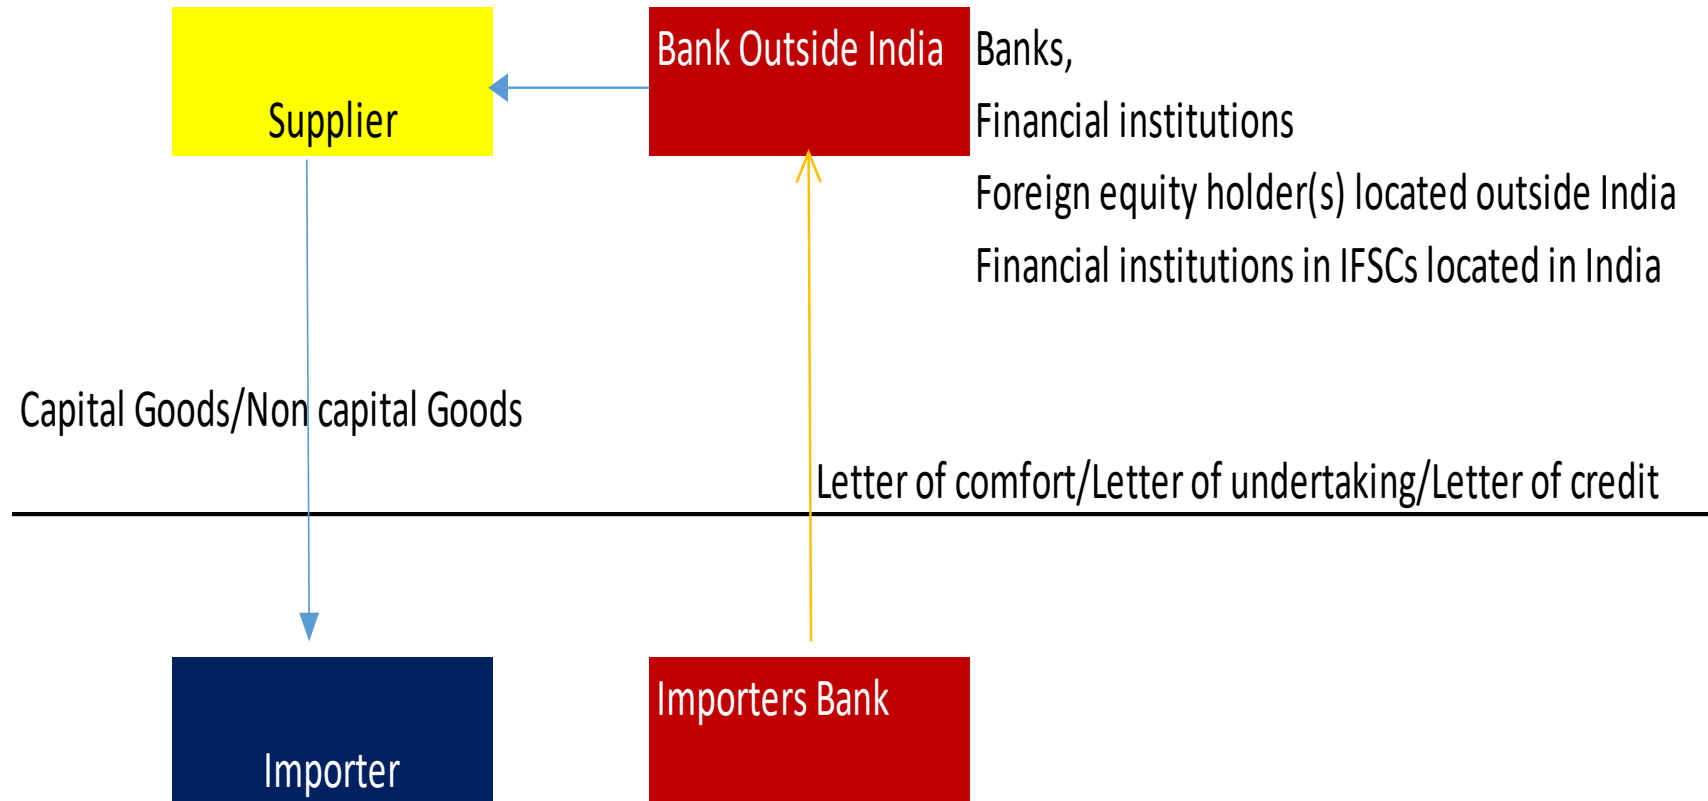 Bank Outside India
Banks,
Supplier
Financial institutions
Foreign equity holder(s) located outside India
Financial institutions in IFSCs located in India
Capital Goods/Non capital Goods
Letter of comfort/Letter of undertaking/Letter of credit
Importers Bank
Importer